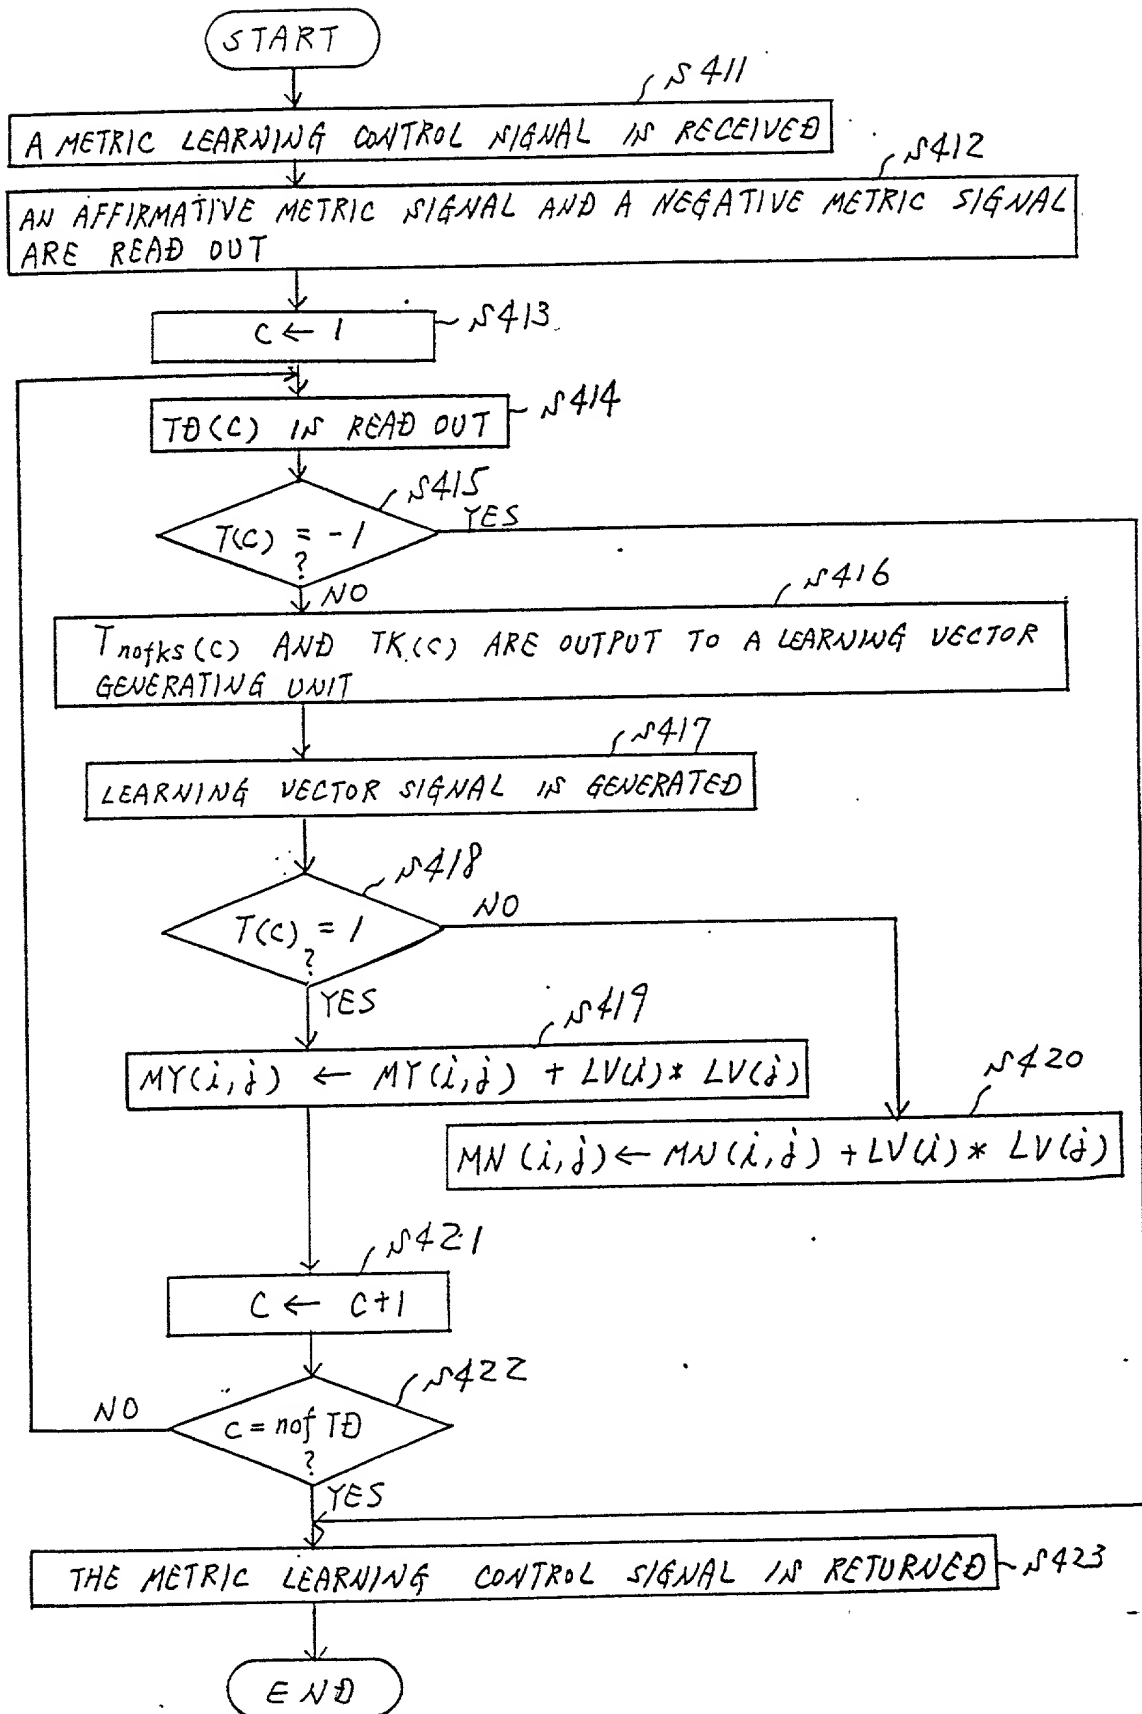 START
S411
A METRIC LEARNING CONTROL SIGNAL IS RECEIVED
S412
AN AFFIRMATIVE METRIC SIGNAL AND A NEGATIVE METRIC SIGNAL
ARE READ OUT
C ← 1
S413
TD(C) IS READ OUT
S414
S415
T(C) = -1
?
YES
NO
S416
Tnofks(C) AND TK(C) ARE OUTPUT TO A LEARNING VECTOR
GENERATING UNIT
S417
LEARNING VECTOR SIGNAL IS GENERATED
S418
T(C) = 1
?
NO
YES
S419
MY(i,j) ← MY(i,j) + LV(i)* LV(j)
S420
MN(i,j) ← MN(i,j) + LV(i)* LV(j)
S421
C ← C+1
S422
C = nof TD
?
NO
YES
THE METRIC LEARNING CONTROL SIGNAL IS RETURNED
S423
END